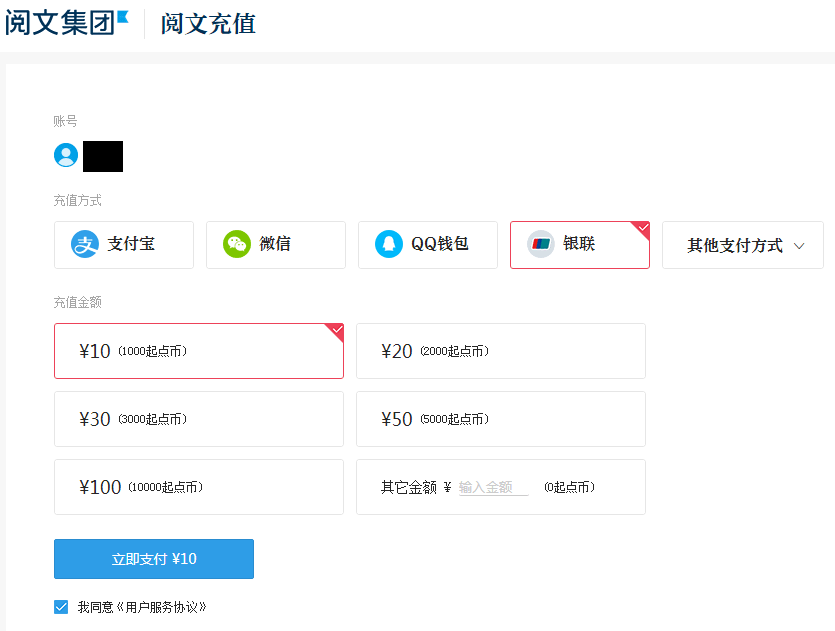 阅文集团 阅文充值
账号
充值方式
支付宝 微信 QQ钱包 银联 其他支付方式
充值金额
¥10 (1000起点币) ¥20 (2000起点币)
¥30 (3000起点币) ¥50 (5000起点币)
¥100 (10000起点币) 其它金额 ¥ 输入金额 (0起点币)
立即支付 ¥10
我同意《用户服务协议》